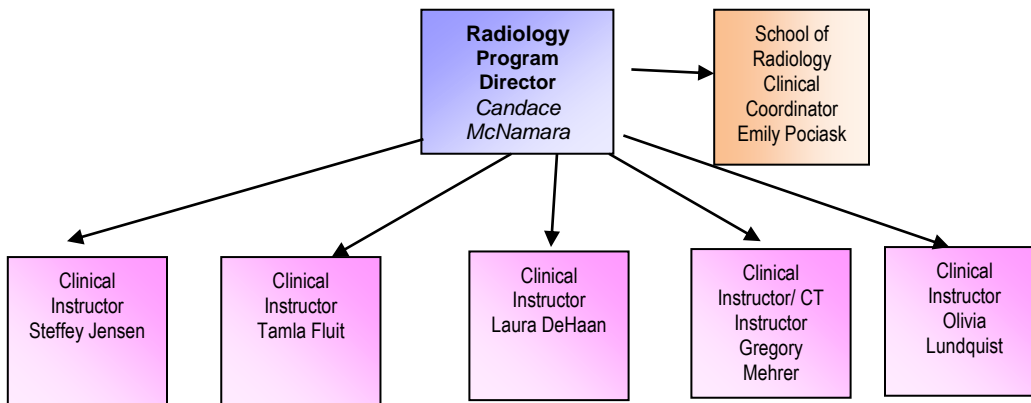 Radiology
Program
Director
Candace
McNamara
School of
Radiology
Clinical
Coordinator
Emily Pociask
Clinical
Instructor
Steffey Jensen
Clinical
Instructor
Tamla Fluit
Clinical
Instructor
Laura DeHaan
Clinical
Instructor/ CT
Instructor
Gregory
Mehrer
Clinical
Instructor
Olivia
Lundquist